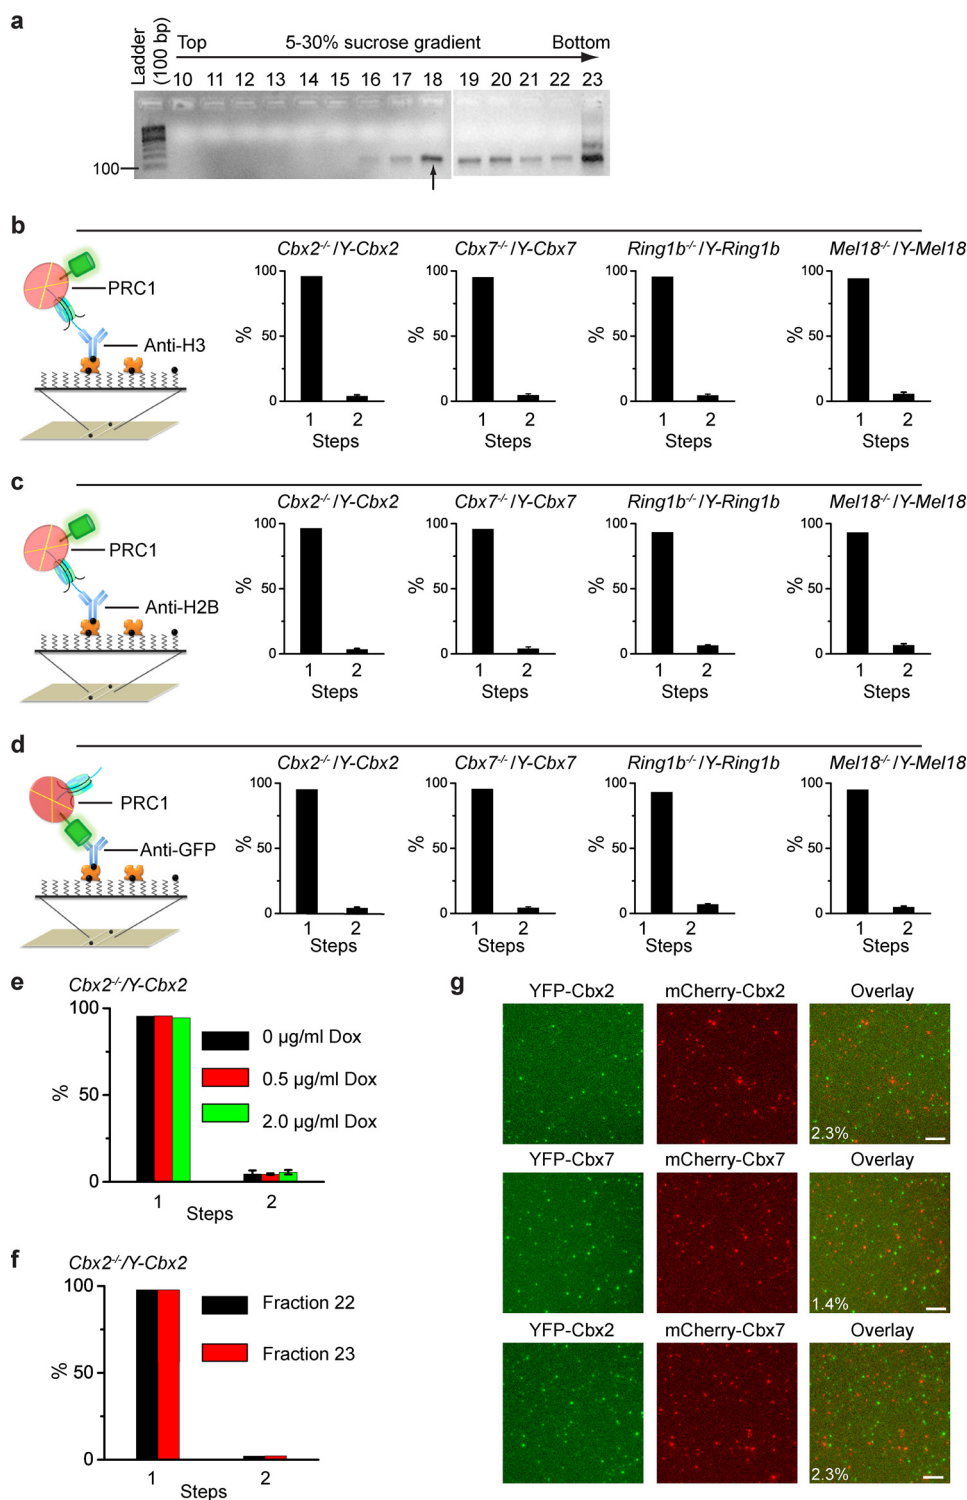 a
Ladder
(100 bp)
Top 5-30% sucrose gradient Bottom
10 11 12 13 14 15 16 17 18 19 20 21 22 23
100
b
Cbx2-/-/Y-Cbx2 Cbx7-/-/Y-Cbx7 Ring1b-/-/Y-Ring1b Mel18-/-/Y-Mel18
PRC1
Anti-H3
% 100 50 0
1 2
Steps
% 100 50 0
1 2
Steps
% 100 50 0
1 2
Steps
% 100 50 0
1 2
Steps
c
Cbx2-/-/Y-Cbx2 Cbx7-/-/Y-Cbx7 Ring1b-/-/Y-Ring1b Mel18-/-/Y-Mel18
PRC1
Anti-H2B
% 100 50 0
1 2
Steps
% 100 50 0
1 2
Steps
% 100 50 0
1 2
Steps
% 100 50 0
1 2
Steps
d
Cbx2-/-/Y-Cbx2 Cbx7-/-/Y-Cbx7 Ring1b-/-/Y-Ring1b Mel18-/-/Y-Mel18
PRC1
Anti-GFP
% 100 50 0
1 2
Steps
% 100 50 0
1 2
Steps
% 100 50 0
1 2
Steps
% 100 50 0
1 2
Steps
e
Cbx2-/-/Y-Cbx2
% 100 50 0
0 µg/ml Dox
0.5 µg/ml Dox
2.0 µg/ml Dox
1 2
Steps
f
Cbx2-/-/Y-Cbx2
% 100 50 0
Fraction 22
Fraction 23
1 2
Steps
g
YFP-Cbx2 mCherry-Cbx2 Overlay
2.3%
YFP-Cbx7 mCherry-Cbx7 Overlay
1.4%
YFP-Cbx2 mCherry-Cbx7 Overlay
2.3%